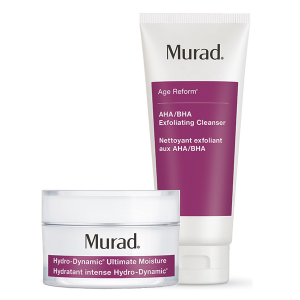 Murad.
Age Reform®
AHA/BHA
Exfoliating Cleanser
Nettoyant exfoliant
aux AHA/BHA
Murad.
Hydro-Dynamic® Ultimate Moisture
Hydratant intense Hydro-Dynamic®